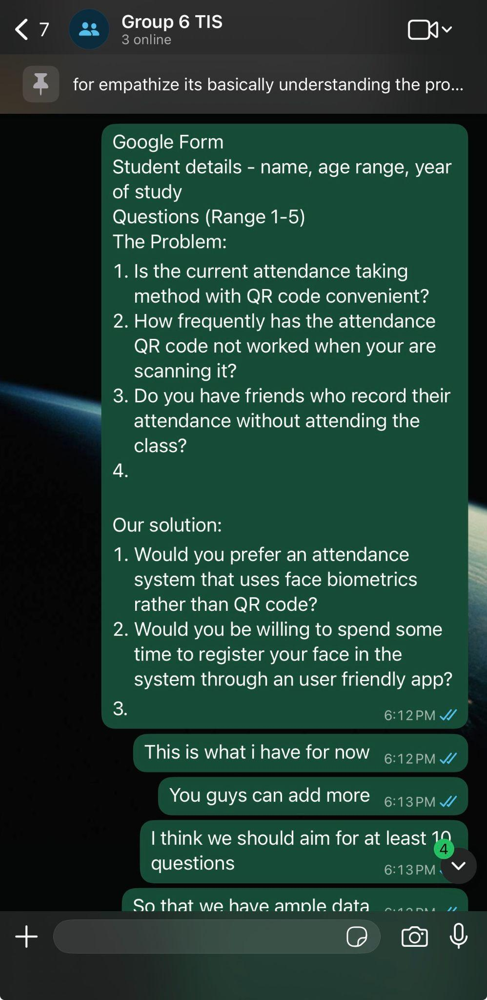 7
Group 6 TIS
3 online
for empathize its basically understanding the pro...
Google Form
Student details - name, age range, year
of study
Questions (Range 1-5)
The Problem:
1. Is the current attendance taking
method with QR code convenient?
2. How frequently has the attendance
QR code not worked when your are
scanning it?
3. Do you have friends who record their
attendance without attending the
class?
4.
Our solution:
1. Would you prefer an attendance
system that uses face biometrics
rather than QR code?
2. Would you be willing to spend some
time to register your face in the
system through an user friendly app?
3.
6:12 PM
This is what i have for now
6:12 PM
You guys can add more
6:13 PM
I think we should aim for at least 10
questions
6:13 PM
4
So that we have ample data
6:13 PM